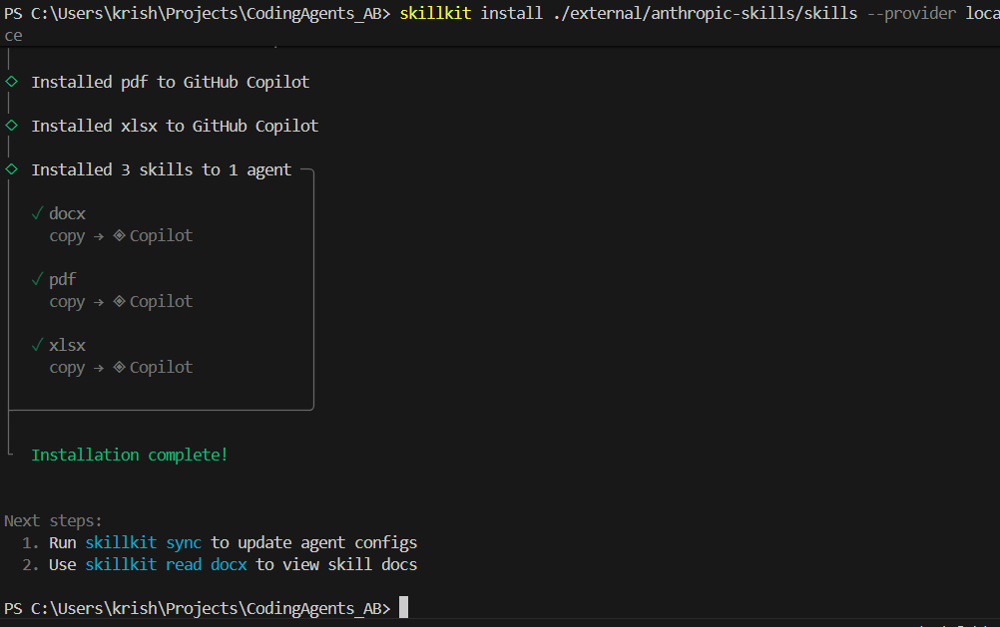 PS C:\Users\krish\Projects\CodingAgents_AB> skillkit install ./external/anthropic-skills/skills --provider loca
ce
Installed pdf to GitHub Copilot
Installed xlsx to GitHub Copilot
Installed 3 skills to 1 agent
✓ docx
copy → ◈ Copilot
✓ pdf
copy → ◈ Copilot
✓ xlsx
copy → ◈ Copilot
Installation complete!
Next steps:
1. Run skillkit sync to update agent configs
2. Use skillkit read docx to view skill docs
PS C:\Users\krish\Projects\CodingAgents_AB>